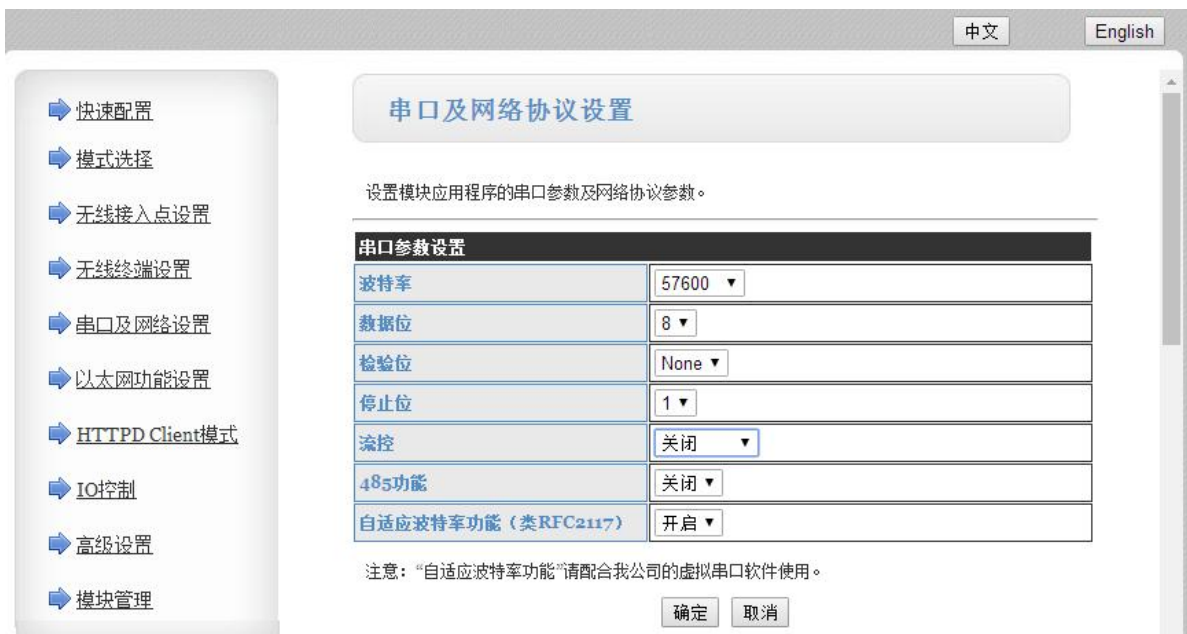 中文
English
快速配置
模式选择
无线接入点设置
无线终端设置
串口及网络设置
以太网功能设置
HTTPD Client模式
IO控制
高级设置
模块管理
串口及网络协议设置
设置模块应用程序的串口参数及网络协议参数。
串口参数设置
波特率 57600
数据位 8
检验位 None
停止位 1
流控 关闭
485功能 关闭
自适应波特率功能（类RFC2117） 开启
注意：“自适应波特率功能”请配合我公司的虚拟串口软件使用。
确定 取消